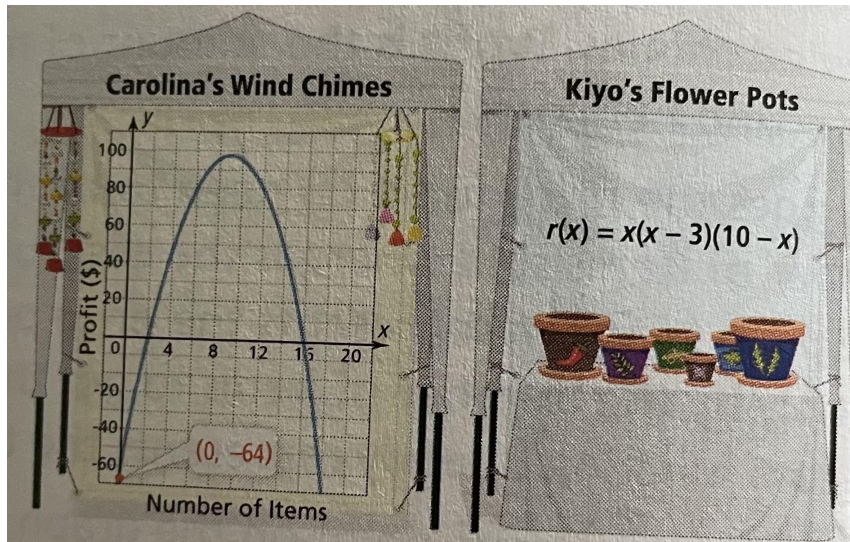 Carolina's Wind Chimes
y
100
80
60
40
20
0
4
8
12
16
20
x
-20
-40
-60
Profit ($)
(0, −64)
Number of Items
Kiyo's Flower Pots
r(x) = x(x − 3)(10 − x)